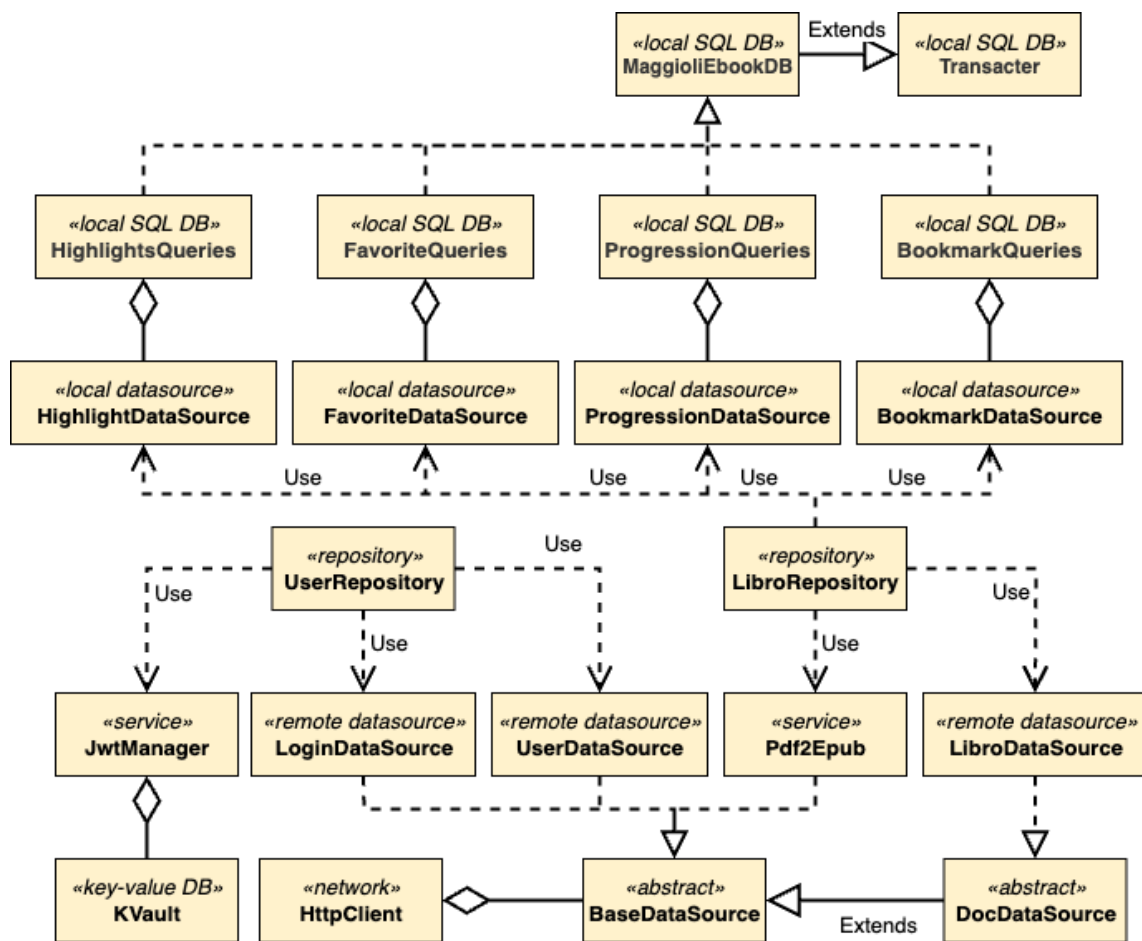 «local SQL DB»
MaggioliEbookDB
Extends
«local SQL DB»
Transacter
«local SQL DB»
HighlightsQueries
«local SQL DB»
FavoriteQueries
«local SQL DB»
ProgressionQueries
«local SQL DB»
BookmarkQueries
«local datasource»
HighlightDataSource
«local datasource»
FavoriteDataSource
«local datasource»
ProgressionDataSource
«local datasource»
BookmarkDataSource
Use
Use
Use
Use
«repository»
UserRepository
Use
«repository»
LibroRepository
Use
Use
Use
Use
Use
«service»
JwtManager
«remote datasource»
LoginDataSource
«remote datasource»
UserDataSource
«service»
Pdf2Epub
«remote datasource»
LibroDataSource
«key-value DB»
KVault
«network»
HttpClient
«abstract»
BaseDataSource
Extends
«abstract»
DocDataSource